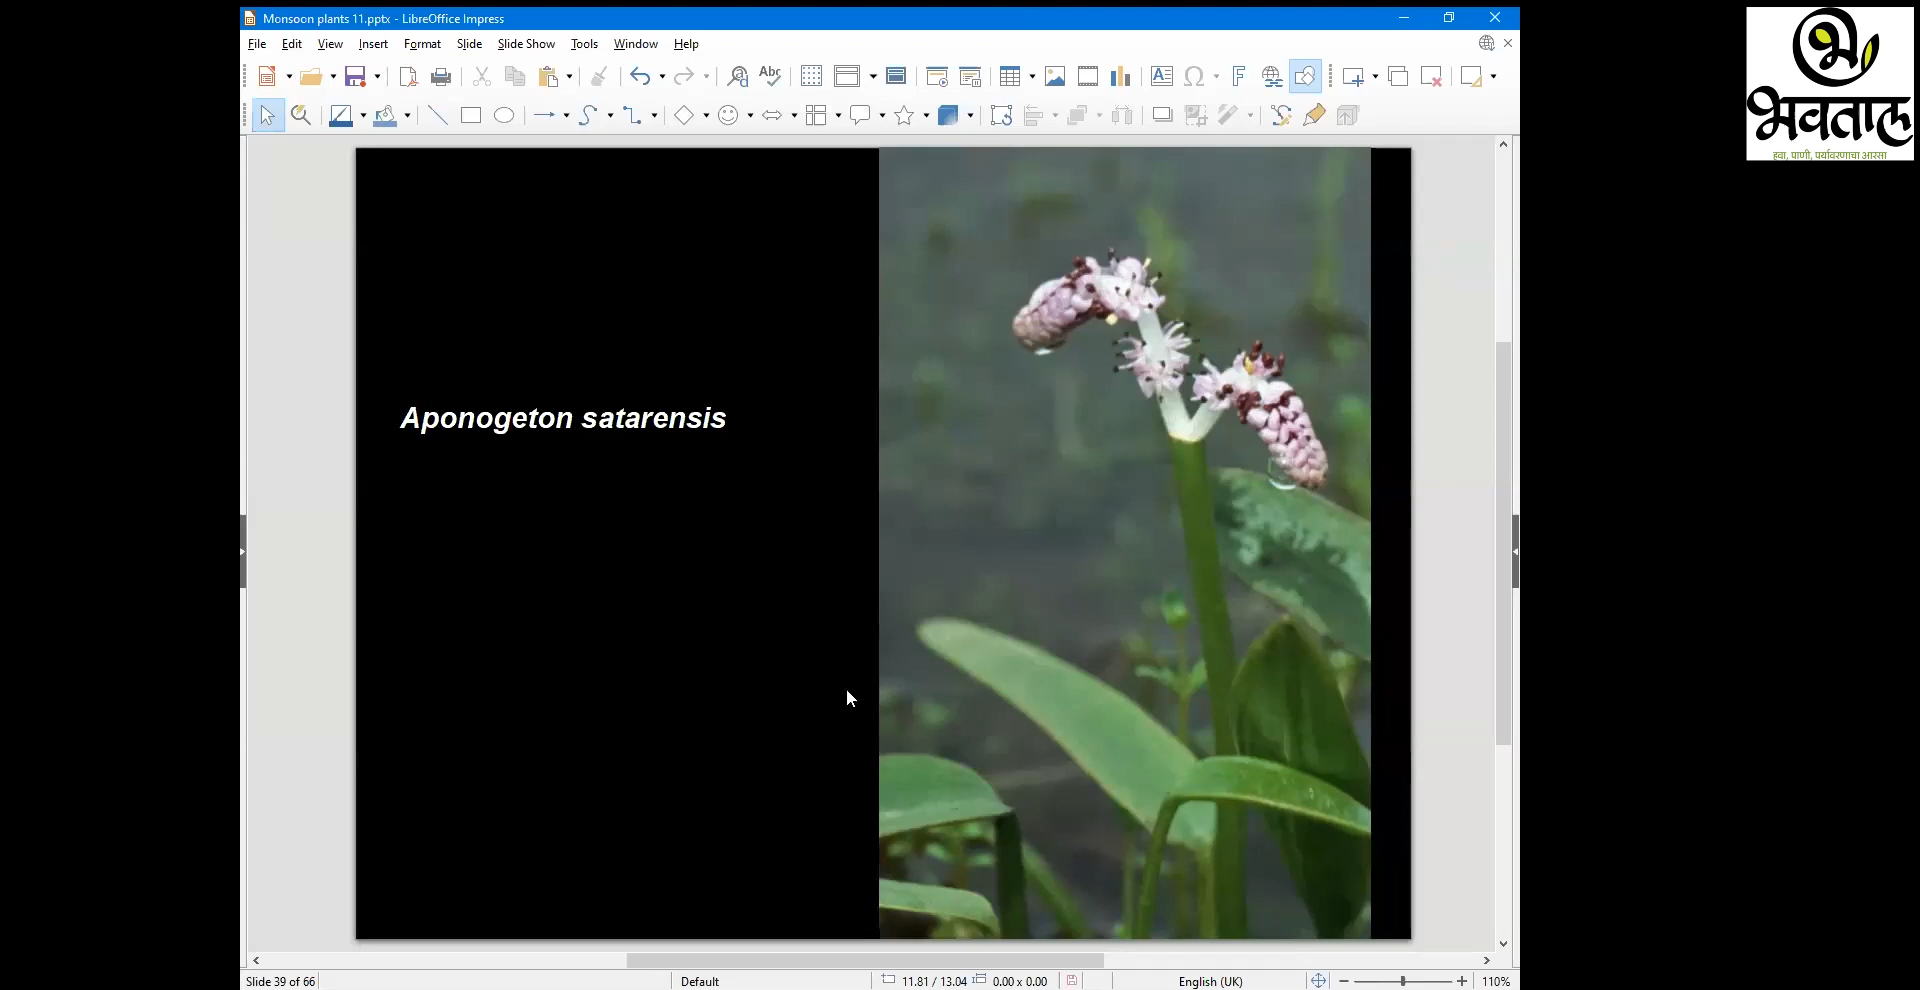 Monsoon plants 11.pptx - LibreOffice Impress
File Edit View Insert Format Slide Slide Show Tools Window Help
Abc
Aponogeton satarensis
Slide 39 of 66 Default 11.81 / 13.04 0.00 x 0.00 English (UK) 110%
भ
भवताल
हवा, पाणी, पर्यावरणाचा आरसा